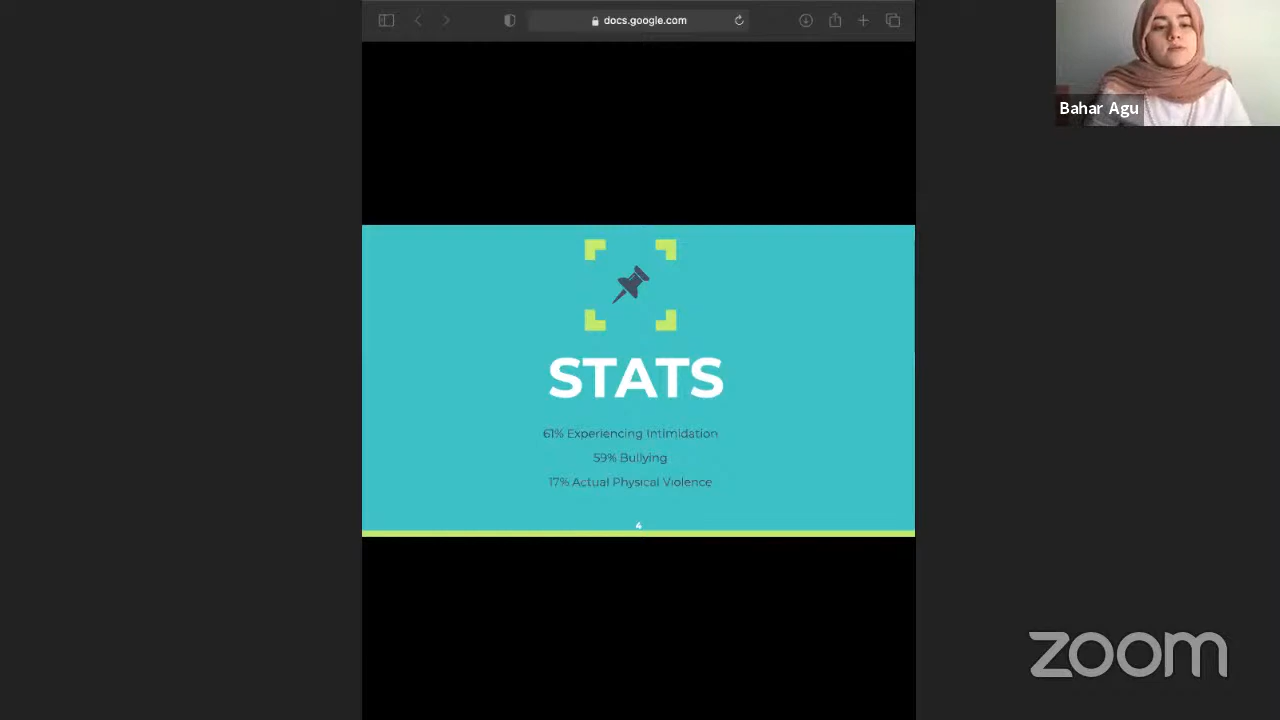 docs.google.com
Bahar Agu
STATS
61% Experiencing Intimidation
59% Bullying
17% Actual Physical Violence
4
zoom